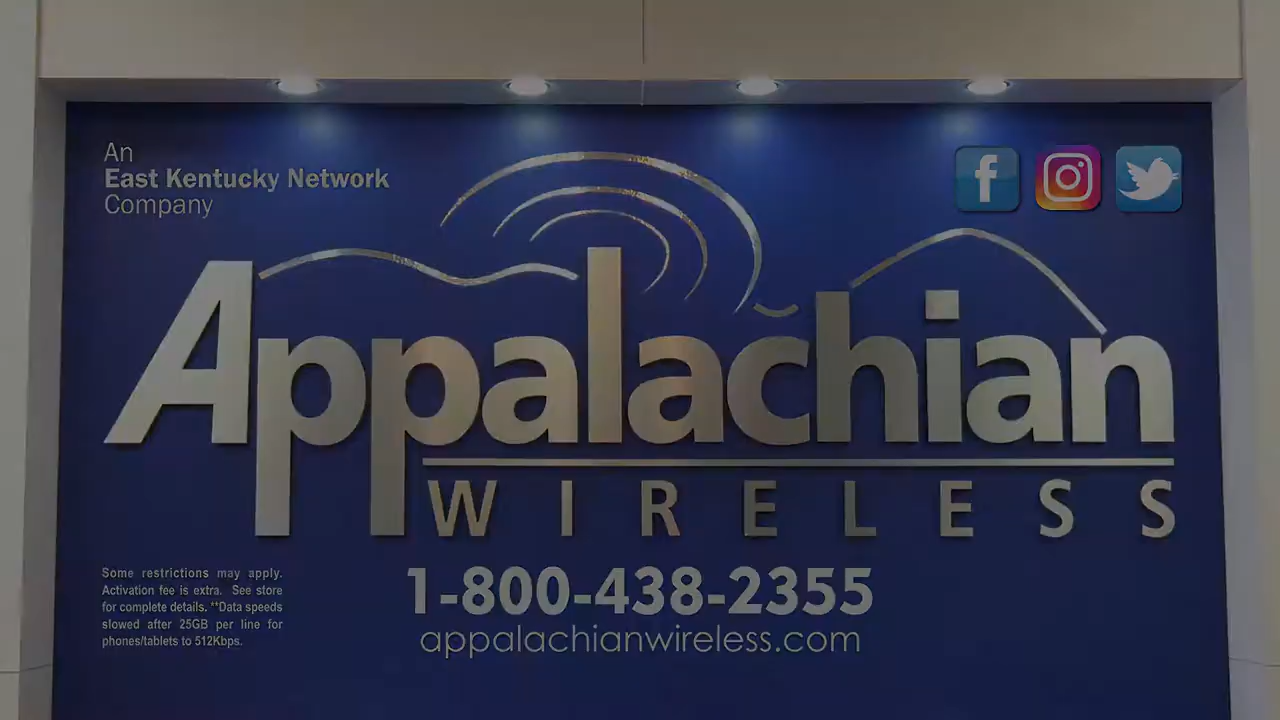 An
East Kentucky Network
Company
Appalachian
WIRELESS
Some restrictions may apply.
Activation fee is extra. See store
for complete details. **Data speeds
slowed after 25GB per line for
phones/tablets to 512Kbps.
1-800-438-2355
appalachianwireless.com